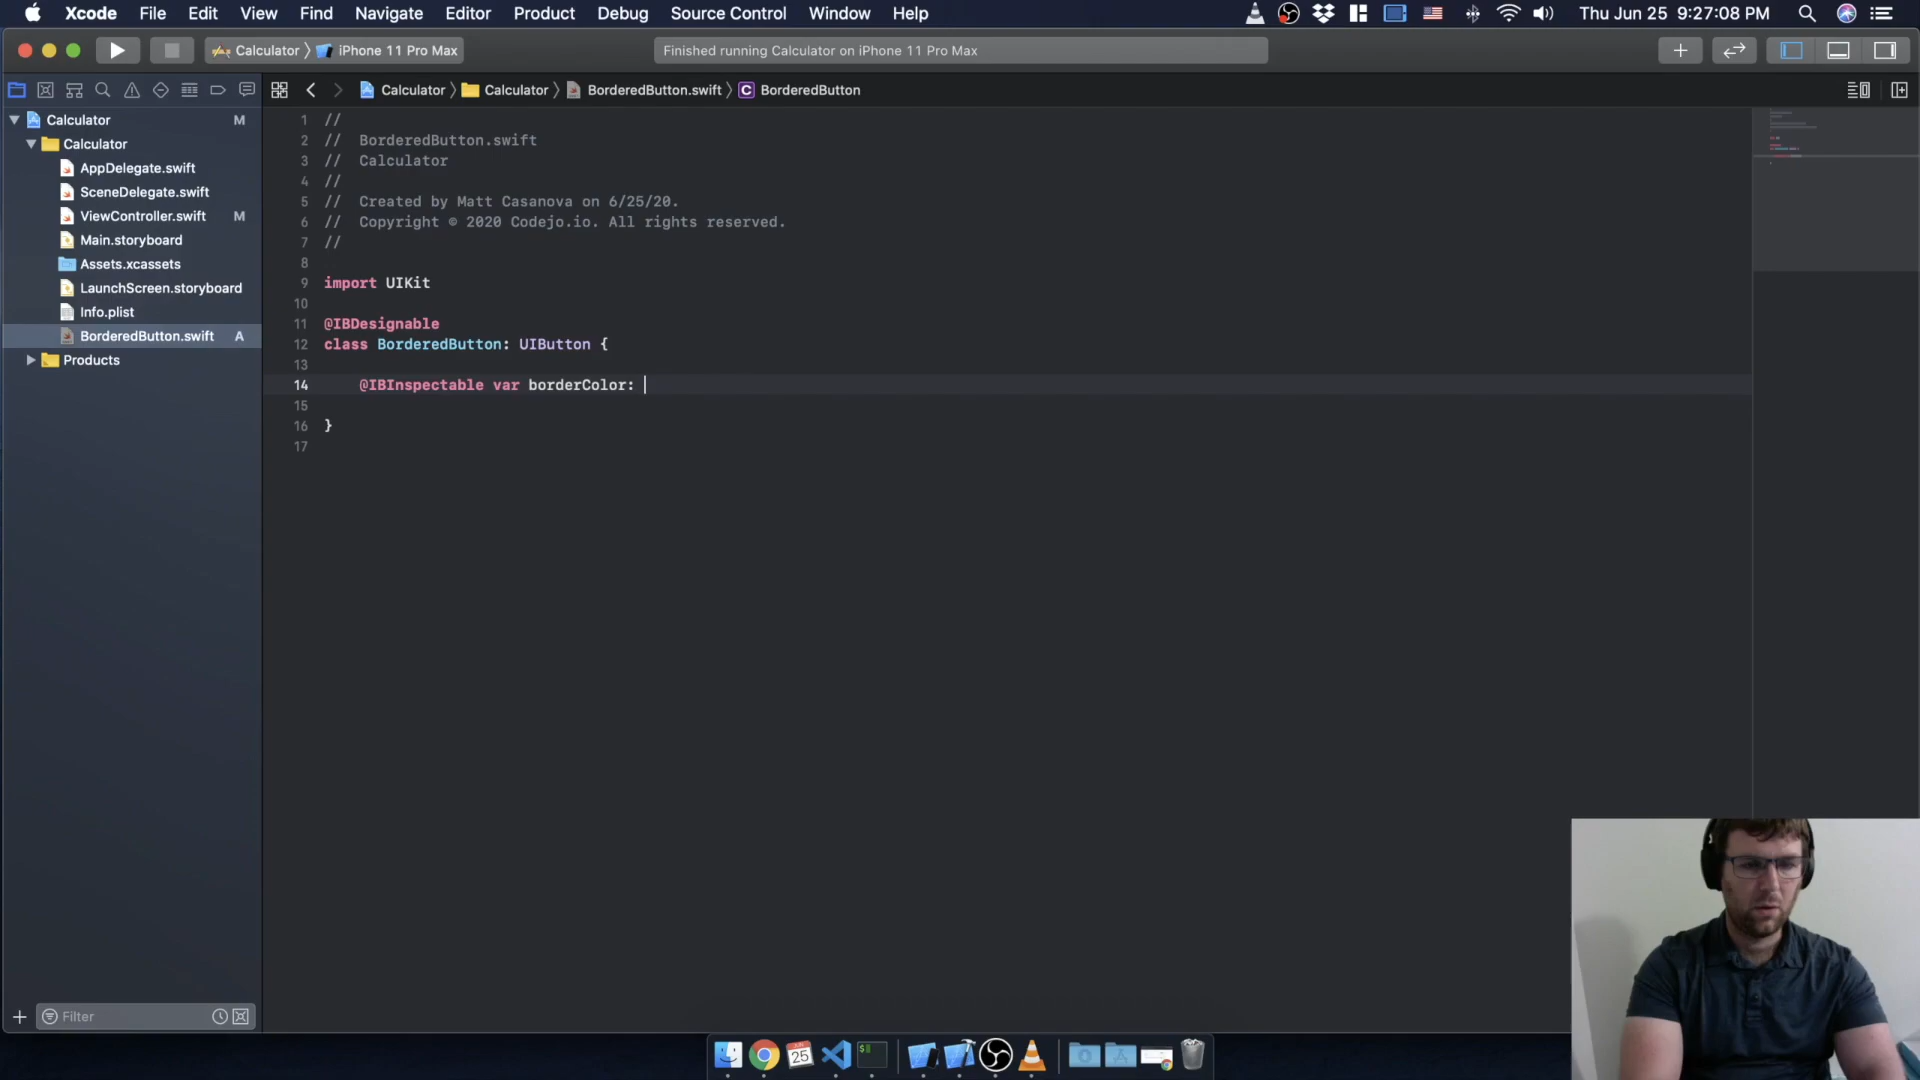 Xcode File Edit View Find Navigate Editor Product Debug Source Control Window Help Thu Jun 25 9:27:08 PM
Calculator iPhone 11 Pro Max Finished running Calculator on iPhone 11 Pro Max
Calculator Calculator BorderedButton.swift C BorderedButton
Calculator M
Calculator
AppDelegate.swift
SceneDelegate.swift
ViewController.swift M
Main.storyboard
Assets.xcassets
LaunchScreen.storyboard
Info.plist
BorderedButton.swift A
Products
1 //
2 // BorderedButton.swift
3 // Calculator
4 //
5 // Created by Matt Casanova on 6/25/20.
6 // Copyright © 2020 Codejo.io. All rights reserved.
7 //
8
9 import UIKit
10
11 @IBDesignable
12 class BorderedButton: UIButton {
13
14 @IBInspectable var borderColor:
15
16 }
17
Filter
25